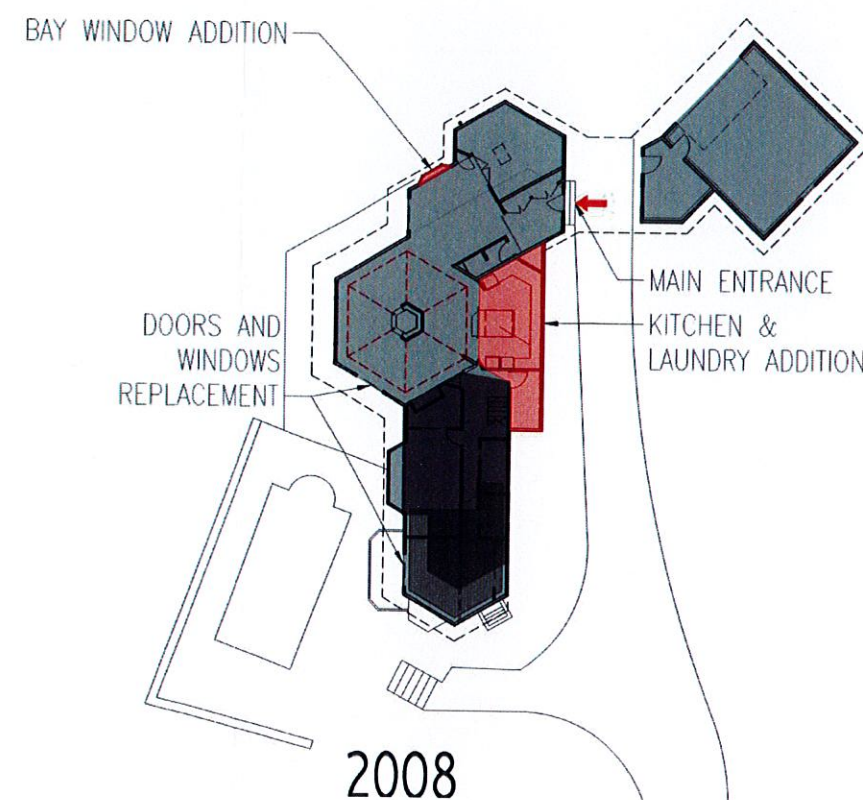 BAY WINDOW ADDITION
MAIN ENTRANCE
KITCHEN &
LAUNDRY ADDITION
DOORS AND
WINDOWS
REPLACEMENT
2008